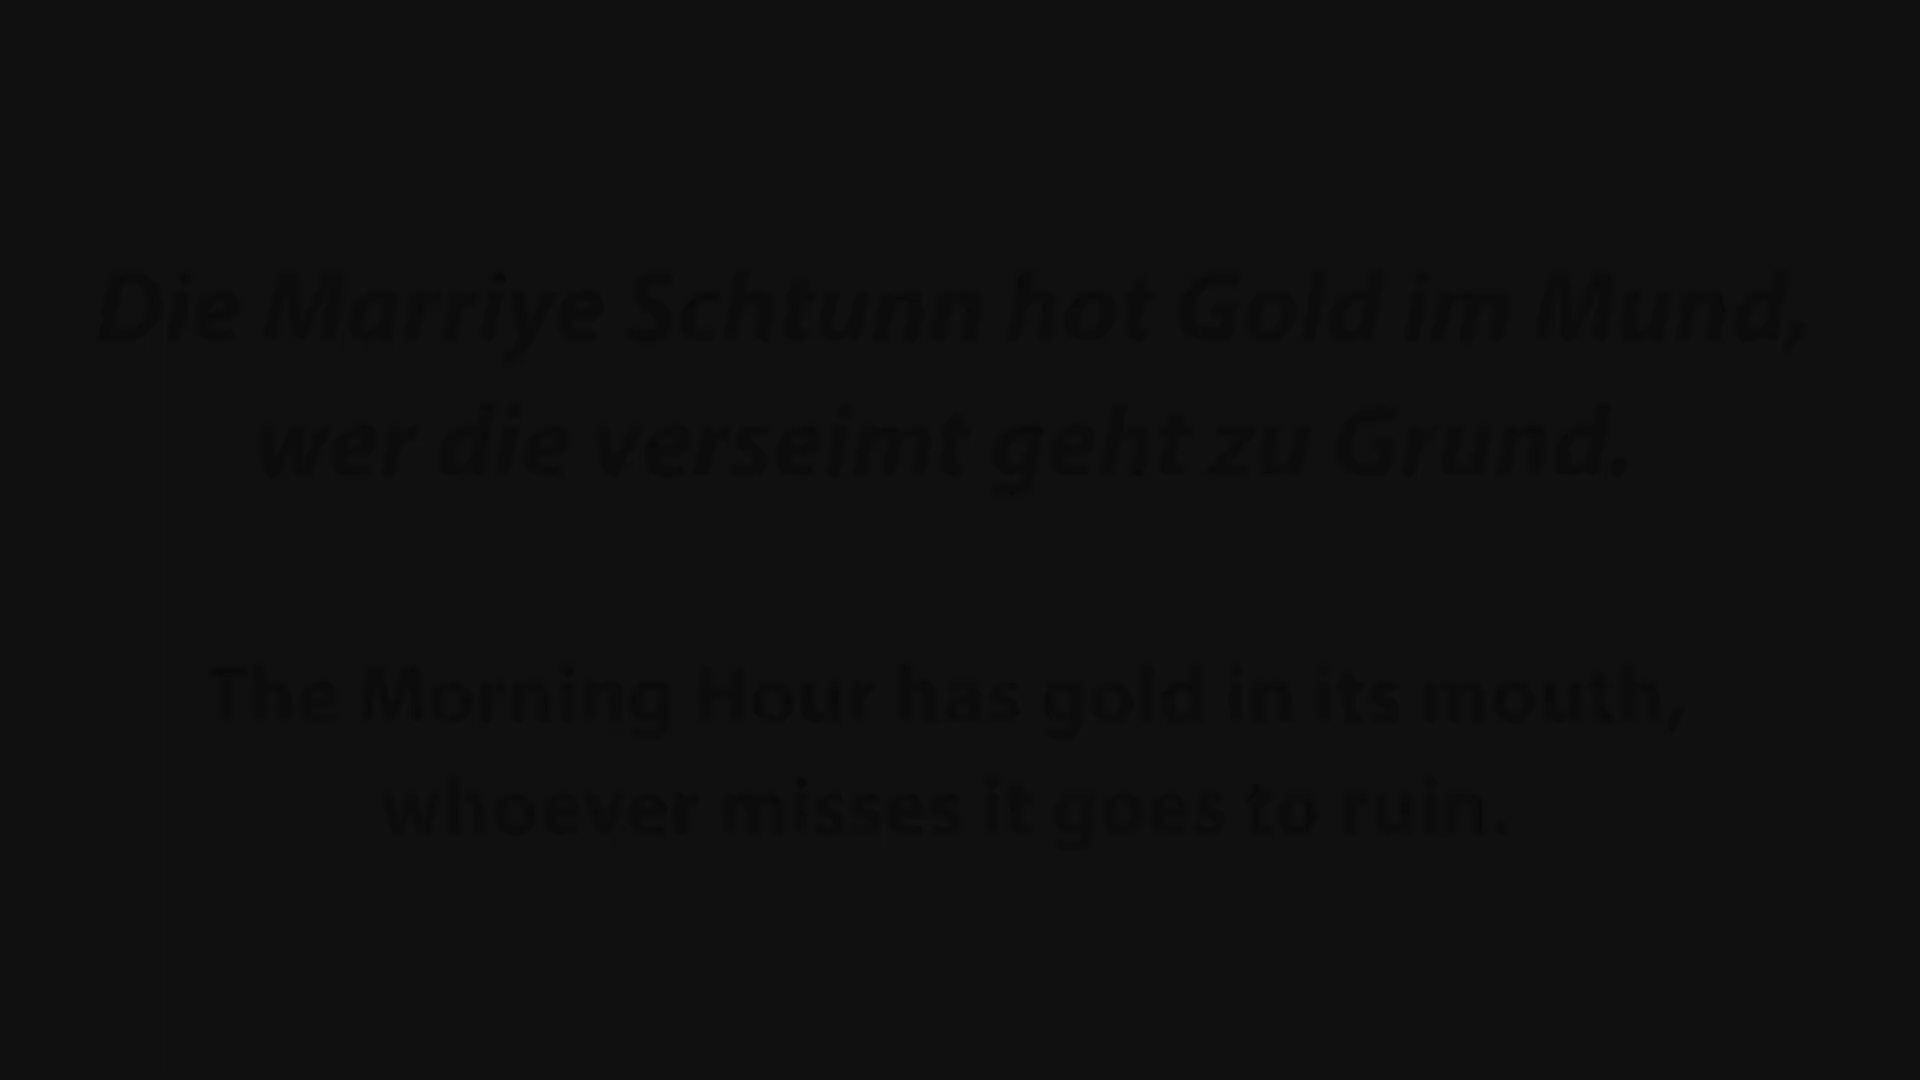 Die Marriye Schtunn hot Gold im Mund,
wer die verseimt geht zu Grund.
The Morning Hour has gold in its mouth,
whoever misses it goes to ruin.